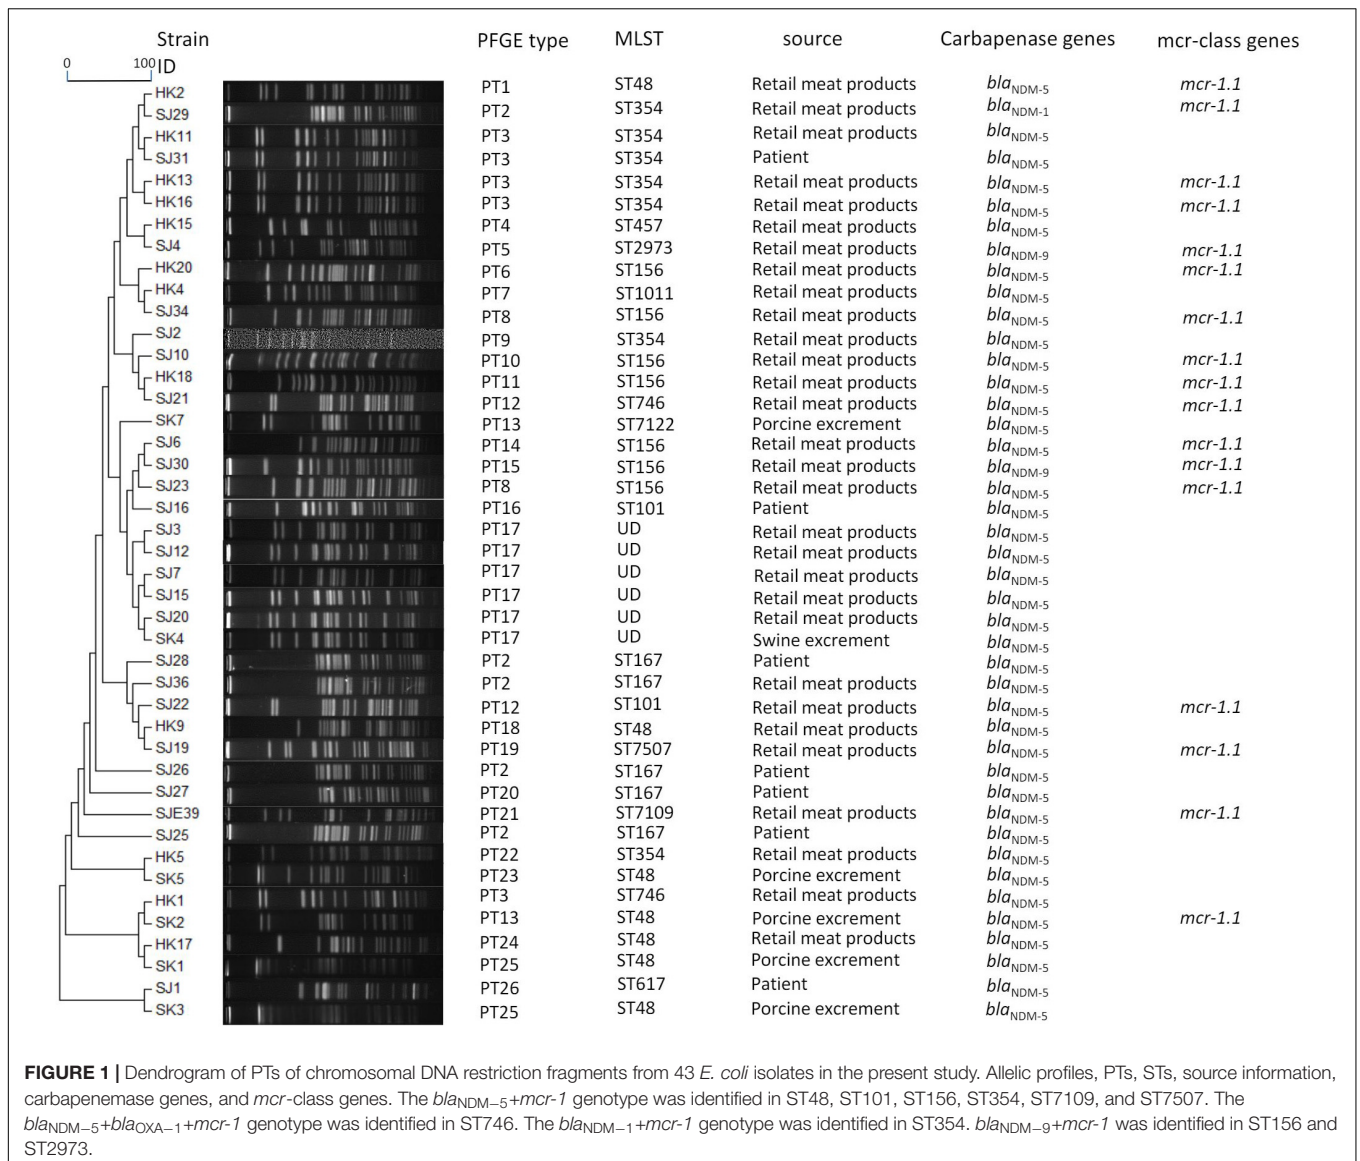 Strain ID PFGE type MLST source Carbapenase genes mcr-class genes
0 100
HK2 PT1 ST48 Retail meat products blaNDM-5 mcr-1.1
SJ29 PT2 ST354 Retail meat products blaNDM-1 mcr-1.1
HK11 PT3 ST354 Retail meat products blaNDM-5
SJ31 PT3 ST354 Patient blaNDM-5
HK13 PT3 ST354 Retail meat products blaNDM-5 mcr-1.1
HK16 PT3 ST354 Retail meat products blaNDM-5 mcr-1.1
HK15 PT4 ST457 Retail meat products blaNDM-5
SJ4 PT5 ST2973 Retail meat products blaNDM-9 mcr-1.1
HK20 PT6 ST156 Retail meat products blaNDM-5 mcr-1.1
HK4 PT7 ST1011 Retail meat products blaNDM-5
SJ34 PT8 ST156 Retail meat products blaNDM-5 mcr-1.1
SJ2 PT9 ST354 Retail meat products blaNDM-5
SJ10 PT10 ST156 Retail meat products blaNDM-5 mcr-1.1
HK18 PT11 ST156 Retail meat products blaNDM-5 mcr-1.1
SJ21 PT12 ST746 Retail meat products blaNDM-5 mcr-1.1
SK7 PT13 ST7122 Porcine excrement blaNDM-5
SJ6 PT14 ST156 Retail meat products blaNDM-5 mcr-1.1
SJ30 PT15 ST156 Retail meat products blaNDM-9 mcr-1.1
SJ23 PT8 ST156 Retail meat products blaNDM-5 mcr-1.1
SJ16 PT16 ST101 Patient blaNDM-5
SJ3 PT17 UD Retail meat products blaNDM-5
SJ12 PT17 UD Retail meat products blaNDM-5
SJ7 PT17 UD Retail meat products blaNDM-5
SJ15 PT17 UD Retail meat products blaNDM-5
SJ20 PT17 UD Retail meat products blaNDM-5
SK4 PT17 UD Swine excrement blaNDM-5
SJ28 PT2 ST167 Patient blaNDM-5
SJ36 PT2 ST167 Retail meat products blaNDM-5
SJ22 PT12 ST101 Retail meat products blaNDM-5 mcr-1.1
HK9 PT18 ST48 Retail meat products blaNDM-5
SJ19 PT19 ST7507 Retail meat products blaNDM-5 mcr-1.1
SJ26 PT2 ST167 Patient blaNDM-5
SJ27 PT20 ST167 Patient blaNDM-5
SJE39 PT21 ST7109 Retail meat products blaNDM-5 mcr-1.1
SJ25 PT2 ST167 Patient blaNDM-5
HK5 PT22 ST354 Retail meat products blaNDM-5
SK5 PT23 ST48 Porcine excrement blaNDM-5
HK1 PT3 ST746 Retail meat products blaNDM-5
SK2 PT13 ST48 Porcine excrement blaNDM-5 mcr-1.1
HK17 PT24 ST48 Retail meat products blaNDM-5
SK1 PT25 ST48 Porcine excrement blaNDM-5
SJ1 PT26 ST617 Patient blaNDM-5
SK3 PT25 ST48 Porcine excrement blaNDM-5
FIGURE 1 | Dendrogram of PTs of chromosomal DNA restriction fragments from 43 E. coli isolates in the present study. Allelic profiles, PTs, STs, source information,
carbapenemase genes, and mcr-class genes. The blaNDM−5+mcr-1 genotype was identified in ST48, ST101, ST156, ST354, ST7109, and ST7507. The
blaNDM−5+blaOXA−1+mcr-1 genotype was identified in ST746. The blaNDM−1+mcr-1 genotype was identified in ST354. blaNDM−9+mcr-1 was identified in ST156 and
ST2973.